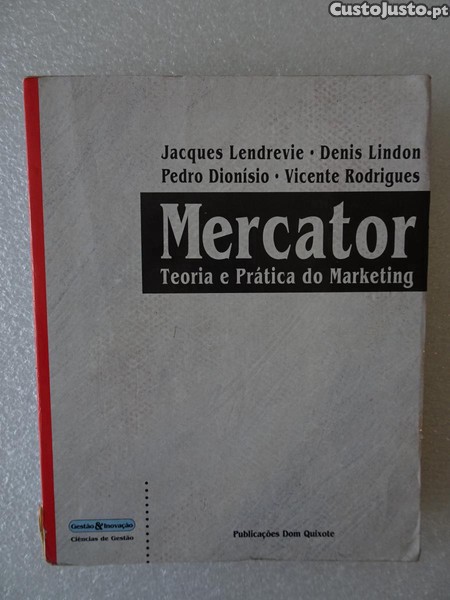 CustoJusto.pt
Jacques Lendrevie • Denis Lindon
Pedro Dionísio • Vicente Rodrigues
Mercator
Teoria e Prática do Marketing
Gestão & Inovação
Ciências de Gestão
Publicações Dom Quixote